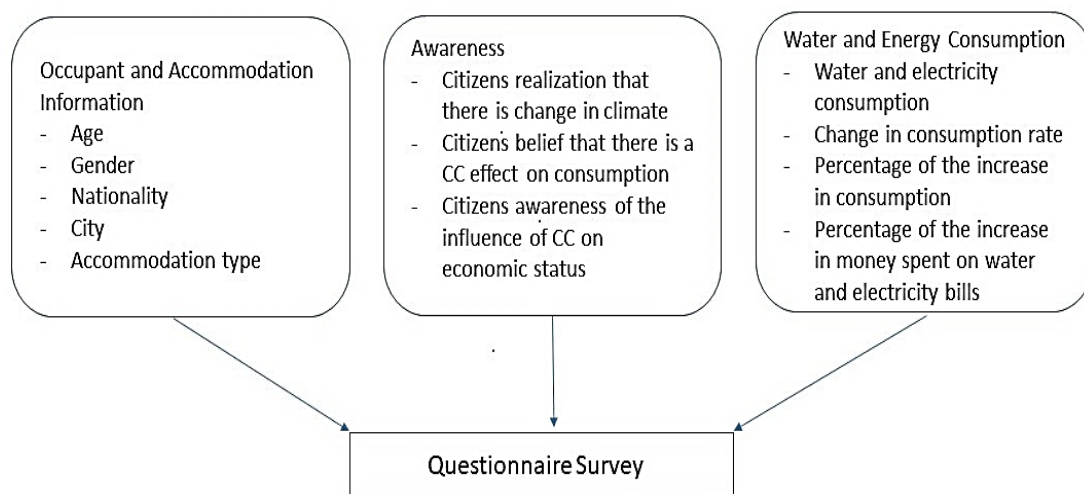 Occupant and Accommodation
Information
- Age
- Gender
- Nationality
- City
- Accommodation type
Awareness
- Citizens realization that
there is change in climate
- Citizens belief that there is a
CC effect on consumption
- Citizens awareness of the
influence of CC on
economic status
Water and Energy Consumption
- Water and electricity
consumption
- Change in consumption rate
- Percentage of the increase
in consumption
- Percentage of the increase
in money spent on water
and electricity bills
Questionnaire Survey